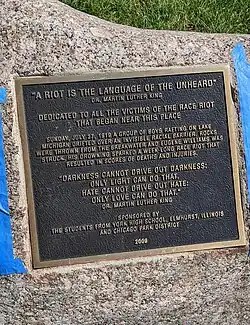 "A RIOT IS THE LANGUAGE OF THE UNHEARD"
DR. MARTIN LUTHER KING
DEDICATED TO ALL THE VICTIMS OF THE RACE RIOT
THAT BEGAN NEAR THIS PLACE
SUNDAY, JULY 27, 1919 A GROUP OF BOYS RAFTING ON LAKE
MICHIGAN DRIFTED OVER AN INVISIBLE RACIAL BARRIER; ROCKS
WERE THROWN FROM THE BREAKWATER AND EUGENE WILLIAMS WAS
STRUCK; HIS DROWNING SPARKED A WEEK-LONG RACE RIOT THAT
RESULTED IN SCORES OF DEATHS AND INJURIES.
"DARKNESS CANNOT DRIVE OUT DARKNESS;
ONLY LIGHT CAN DO THAT.
HATE CANNOT DRIVE OUT HATE;
ONLY LOVE CAN DO THAT."
DR. MARTIN LUTHER KING
SPONSORED BY
THE STUDENTS FROM YORK HIGH SCHOOL, ELMHURST, ILLINOIS
AND CHICAGO PARK DISTRICT
2009